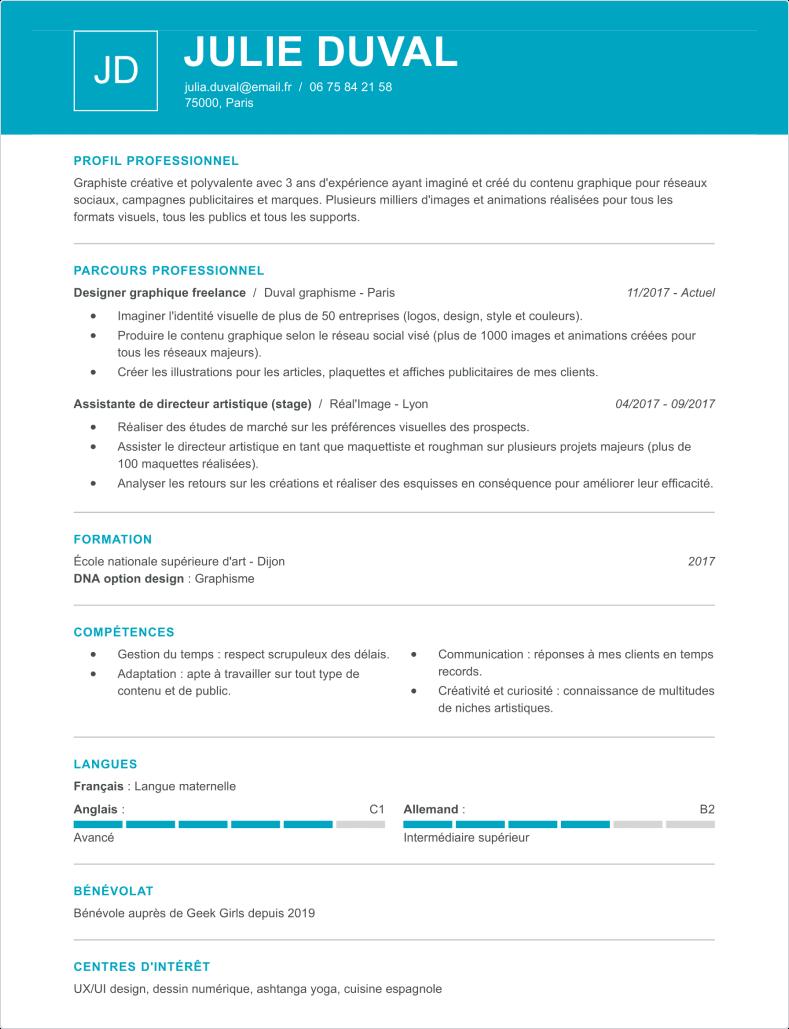 JD
JULIE DUVAL
julia.duval@email.fr / 06 75 84 21 58
75000, Paris
PROFIL PROFESSIONNEL
Graphiste créative et polyvalente avec 3 ans d'expérience ayant imaginé et créé du contenu graphique pour réseaux
sociaux, campagnes publicitaires et marques. Plusieurs milliers d'images et animations réalisées pour tous les
formats visuels, tous les publics et tous les supports.
PARCOURS PROFESSIONNEL
Designer graphique freelance / Duval graphisme - Paris 11/2017 - Actuel
• Imaginer l'identité visuelle de plus de 50 entreprises (logos, design, style et couleurs).
• Produire le contenu graphique selon le réseau social visé (plus de 1000 images et animations créées pour
tous les réseaux majeurs).
• Créer les illustrations pour les articles, plaquettes et affiches publicitaires de mes clients.
Assistante de directeur artistique (stage) / Réal'Image - Lyon 04/2017 - 09/2017
• Réaliser des études de marché sur les préférences visuelles des prospects.
• Assister le directeur artistique en tant que maquettiste et roughman sur plusieurs projets majeurs (plus de
100 maquettes réalisées).
• Analyser les retours sur les créations et réaliser des esquisses en conséquence pour améliorer leur efficacité.
FORMATION
École nationale supérieure d'art - Dijon 2017
DNA option design : Graphisme
COMPÉTENCES
• Gestion du temps : respect scrupuleux des délais.
• Adaptation : apte à travailler sur tout type de
contenu et de public.
• Communication : réponses à mes clients en temps
records.
• Créativité et curiosité : connaissance de multitudes
de niches artistiques.
LANGUES
Français : Langue maternelle
Anglais : C1
Avancé
Allemand : B2
Intermédiaire supérieur
BÉNÉVOLAT
Bénévole auprès de Geek Girls depuis 2019
CENTRES D'INTÉRÊT
UX/UI design, dessin numérique, ashtanga yoga, cuisine espagnole